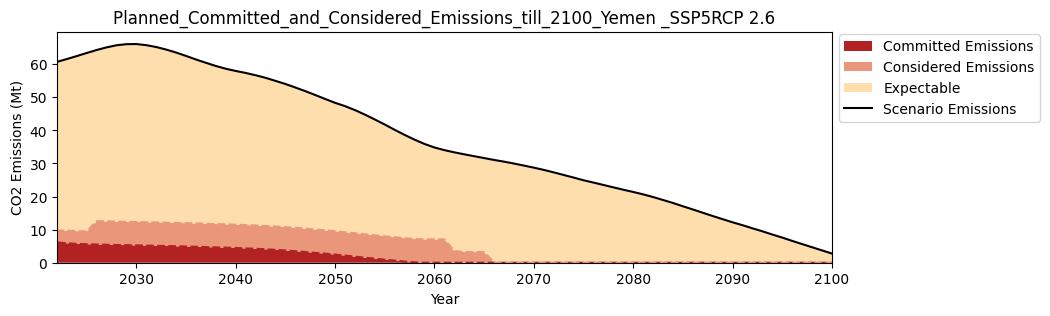 Planned_Committed_and_Considered_Emissions_till_2100_Yemen _SSP5RCP 2.6
Committed Emissions
Considered Emissions
Expectable
Scenario Emissions
CO2 Emissions (Mt)
60
50
40
30
20
10
0
2030 2040 2050 2060 2070 2080 2090 2100
Year